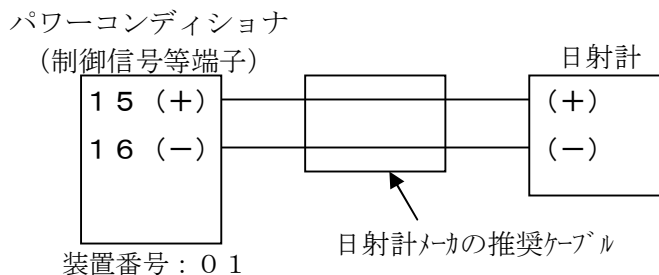 パワーコンディショナ
(制御信号等端子)
日射計
15(+)
16(-)
(+)
(-)
日射計ﾒｰｶの推奨ｹｰﾌﾞﾙ
装置番号:01